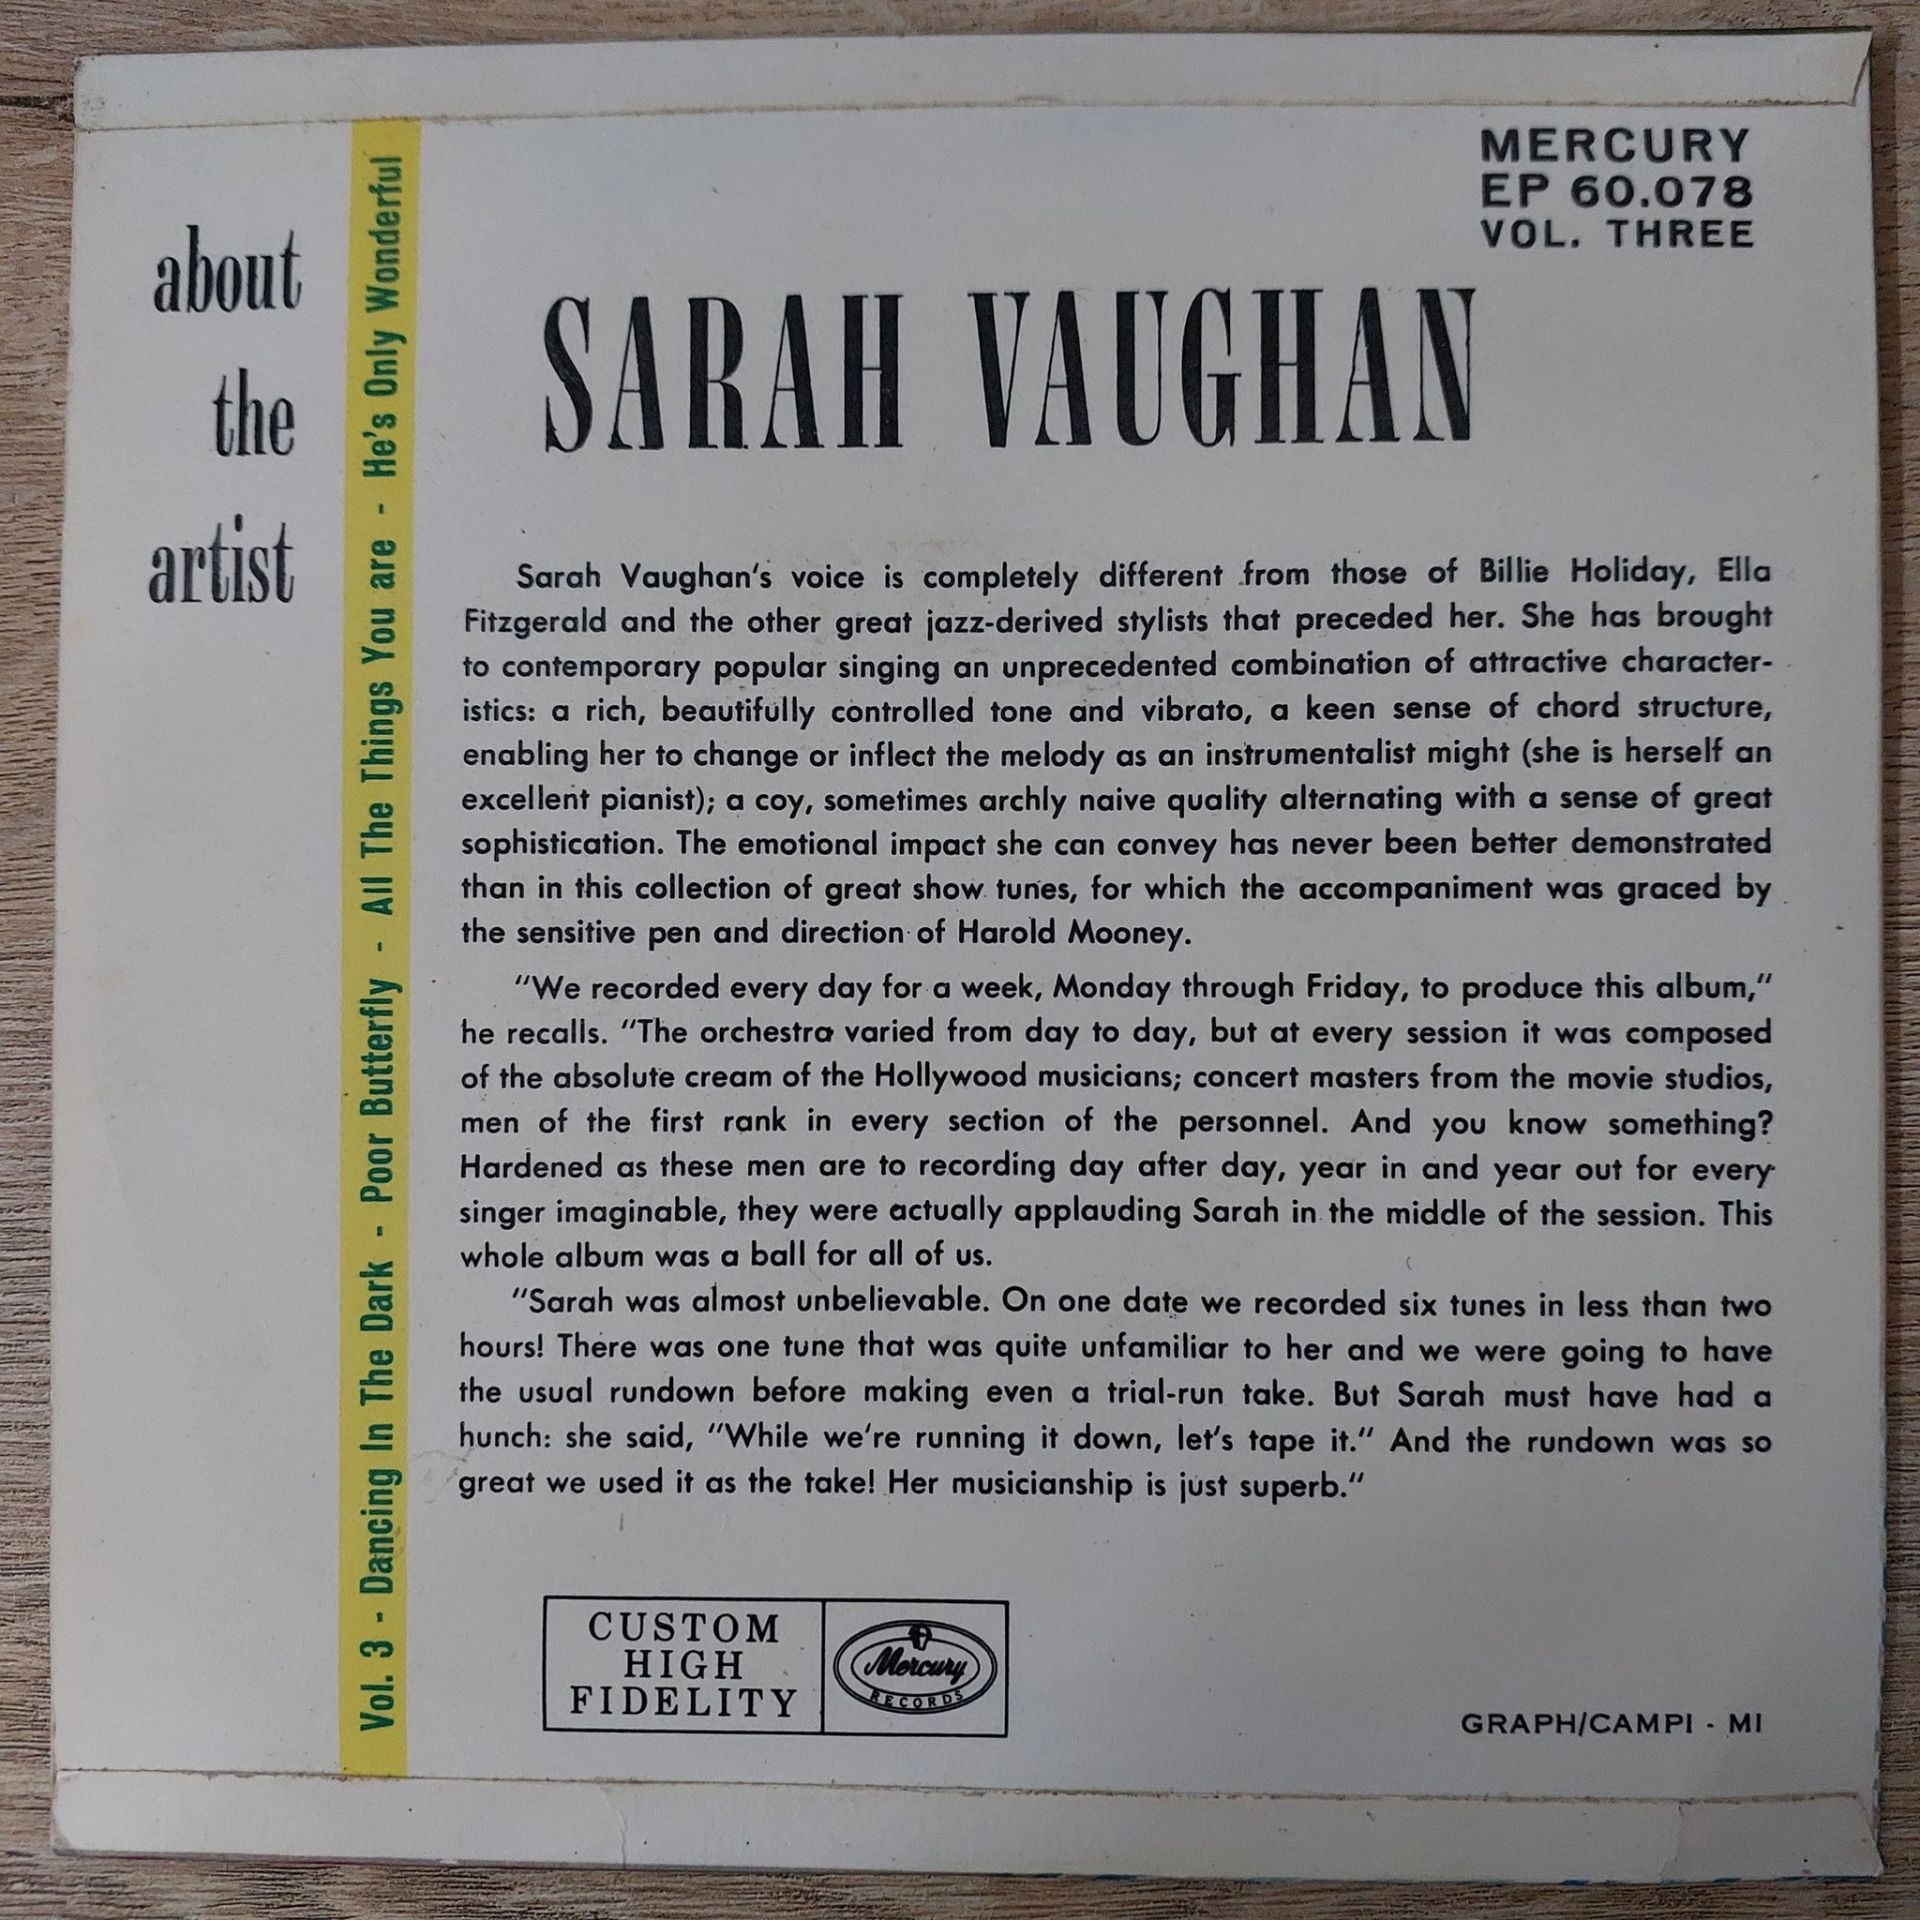 about
the
artist
Vol. 3 - Dancing In The Dark - Poor Butterfly - All The Things You are - He's Only Wonderful
MERCURY
EP 60.078
VOL. THREE
SARAH VAUGHAN
Sarah Vaughan's voice is completely different from those of Billie Holiday, Ella
Fitzgerald and the other great jazz-derived stylists that preceded her. She has brought
to contemporary popular singing an unprecedented combination of attractive character-
istics: a rich, beautifully controlled tone and vibrato, a keen sense of chord structure,
enabling her to change or inflect the melody as an instrumentalist might (she is herself an
excellent pianist); a coy, sometimes archly naive quality alternating with a sense of great
sophistication. The emotional impact she can convey has never been better demonstrated
than in this collection of great show tunes, for which the accompaniment was graced by
the sensitive pen and direction of Harold Mooney.
"We recorded every day for a week, Monday through Friday, to produce this album,"
he recalls. "The orchestra varied from day to day, but at every session it was composed
of the absolute cream of the Hollywood musicians; concert masters from the movie studios,
men of the first rank in every section of the personnel. And you know something?
Hardened as these men are to recording day after day, year in and year out for every
singer imaginable, they were actually applauding Sarah in the middle of the session. This
whole album was a ball for all of us.
"Sarah was almost unbelievable. On one date we recorded six tunes in less than two
hours! There was one tune that was quite unfamiliar to her and we were going to have
the usual rundown before making even a trial-run take. But Sarah must have had a
hunch: she said, "While we're running it down, let's tape it." And the rundown was so
great we used it as the take! Her musicianship is just superb."
CUSTOM
HIGH
FIDELITY
Mercury
RECORDS
GRAPH/CAMPI - MI